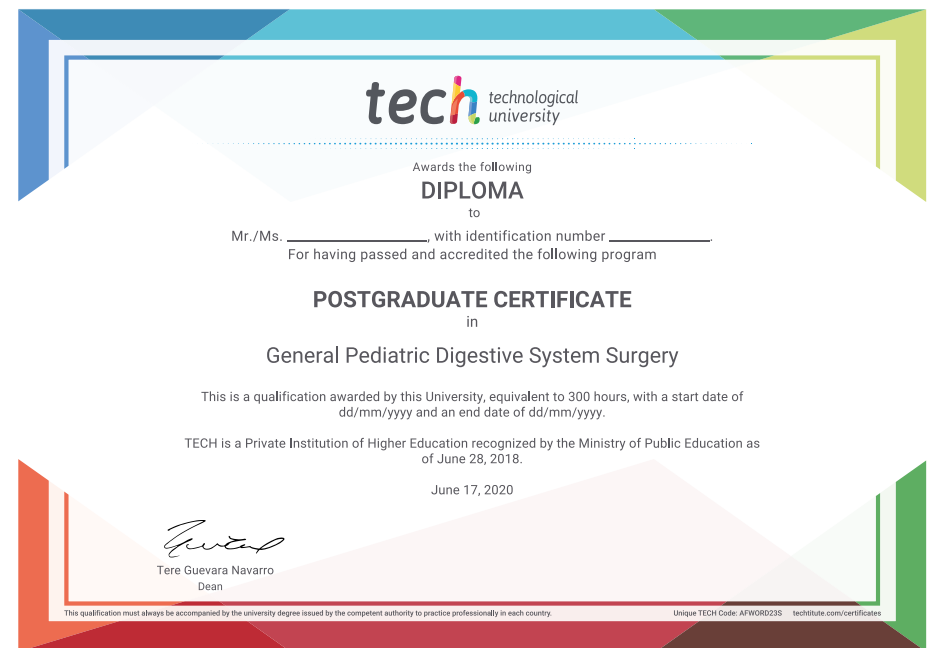 tech technological
university
Awards the following
DIPLOMA
to
Mr./Ms. ____________, with identification number ____________.
For having passed and accredited the following program
POSTGRADUATE CERTIFICATE
in
General Pediatric Digestive System Surgery
This is a qualification awarded by this University, equivalent to 300 hours, with a start date of
dd/mm/yyyy and an end date of dd/mm/yyyy.
TECH is a Private Institution of Higher Education recognized by the Ministry of Public Education as
of June 28, 2018.
June 17, 2020
Tere Guevara Navarro
Dean
This qualification must always be accompanied by the university degree issued by the competent authority to practice professionally in each country. Unique TECH Code: AFWORD23S techtitute.com/certificates